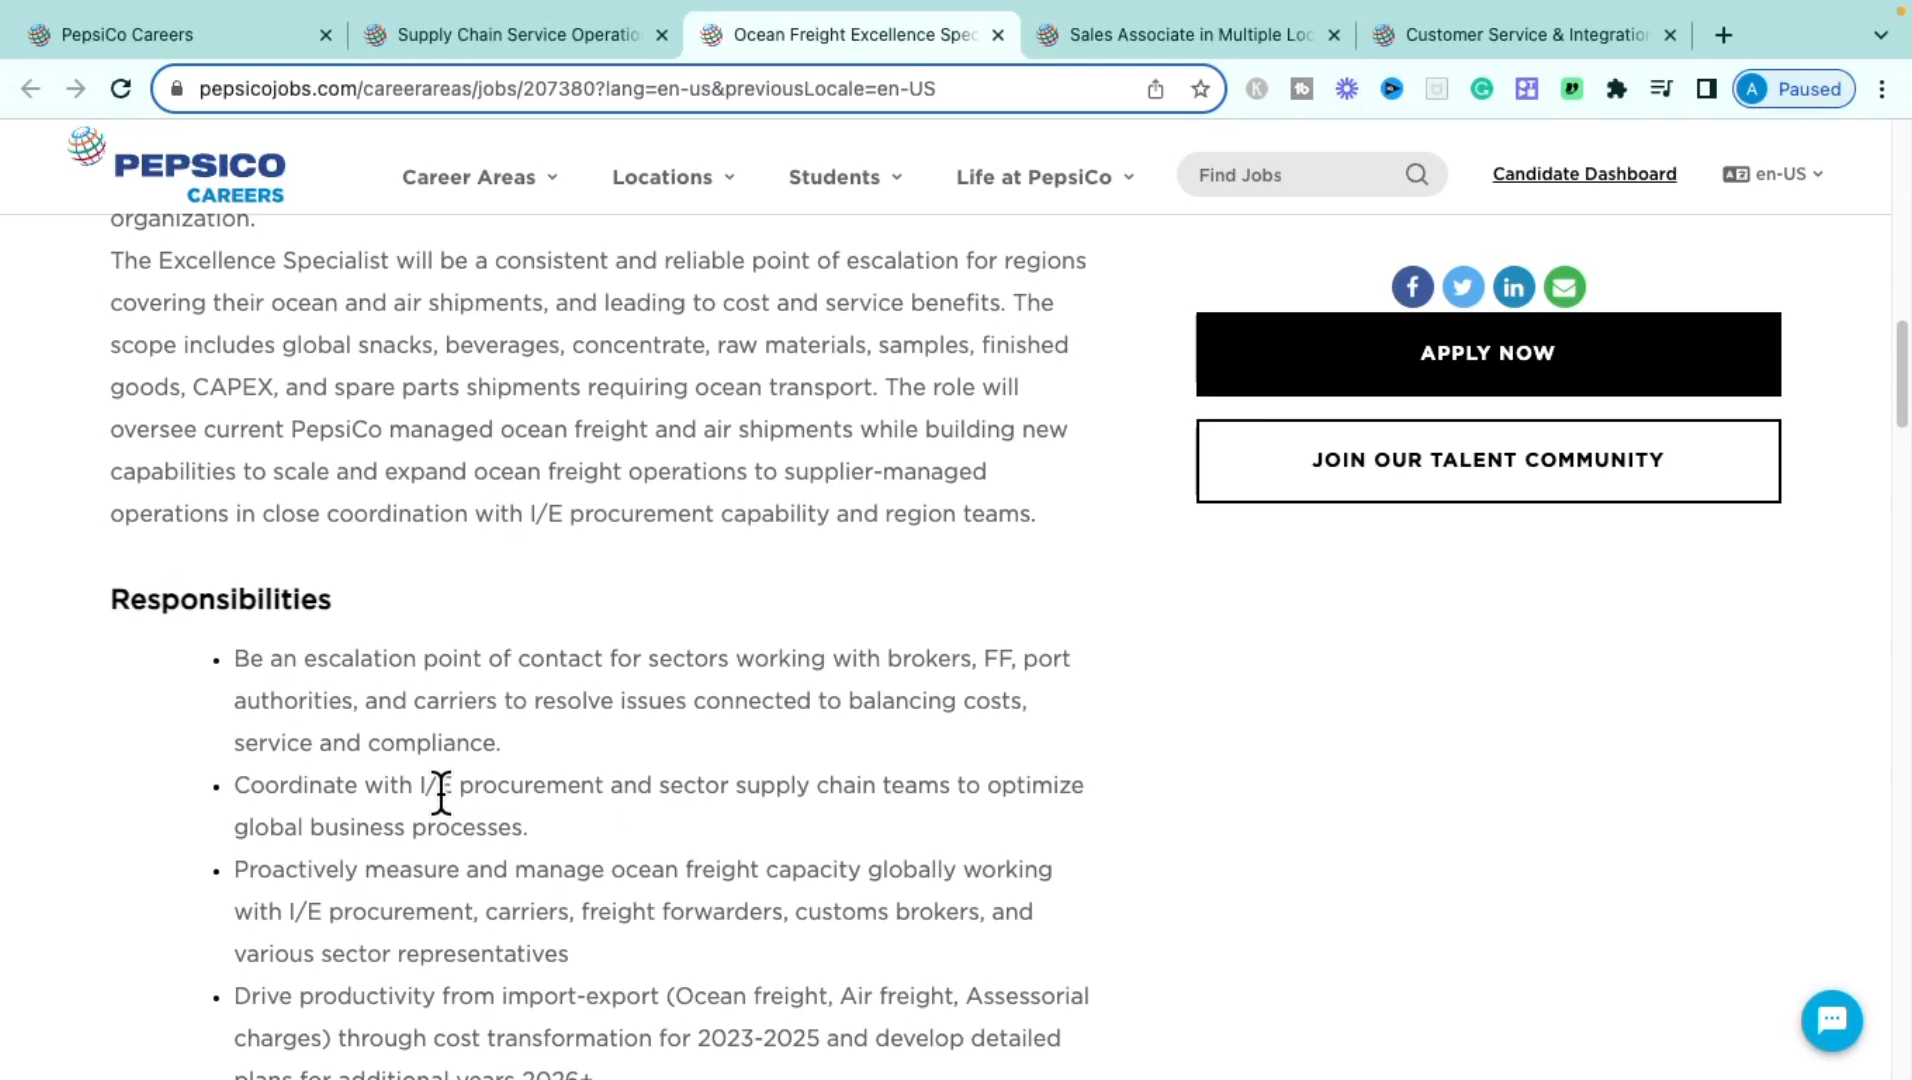 PepsiCo Careers
Supply Chain Service Operatio
Ocean Freight Excellence Spec
Sales Associate in Multiple Loc
Customer Service & Integration
pepsicojobs.com/careerareas/jobs/207380?lang=en-us&previousLocale=en-US
A Paused
PEPSICO
CAREERS
Career Areas
Locations
Students
Life at PepsiCo
Find Jobs
Candidate Dashboard
en-US
organization.
The Excellence Specialist will be a consistent and reliable point of escalation for regions
covering their ocean and air shipments, and leading to cost and service benefits. The
scope includes global snacks, beverages, concentrate, raw materials, samples, finished
goods, CAPEX, and spare parts shipments requiring ocean transport. The role will
oversee current PepsiCo managed ocean freight and air shipments while building new
capabilities to scale and expand ocean freight operations to supplier-managed
operations in close coordination with I/E procurement capability and region teams.
APPLY NOW
JOIN OUR TALENT COMMUNITY
Responsibilities
• Be an escalation point of contact for sectors working with brokers, FF, port
authorities, and carriers to resolve issues connected to balancing costs,
service and compliance.
• Coordinate with I/E procurement and sector supply chain teams to optimize
global business processes.
• Proactively measure and manage ocean freight capacity globally working
with I/E procurement, carriers, freight forwarders, customs brokers, and
various sector representatives
• Drive productivity from import-export (Ocean freight, Air freight, Assessorial
charges) through cost transformation for 2023-2025 and develop detailed
plans for additional years 2026+